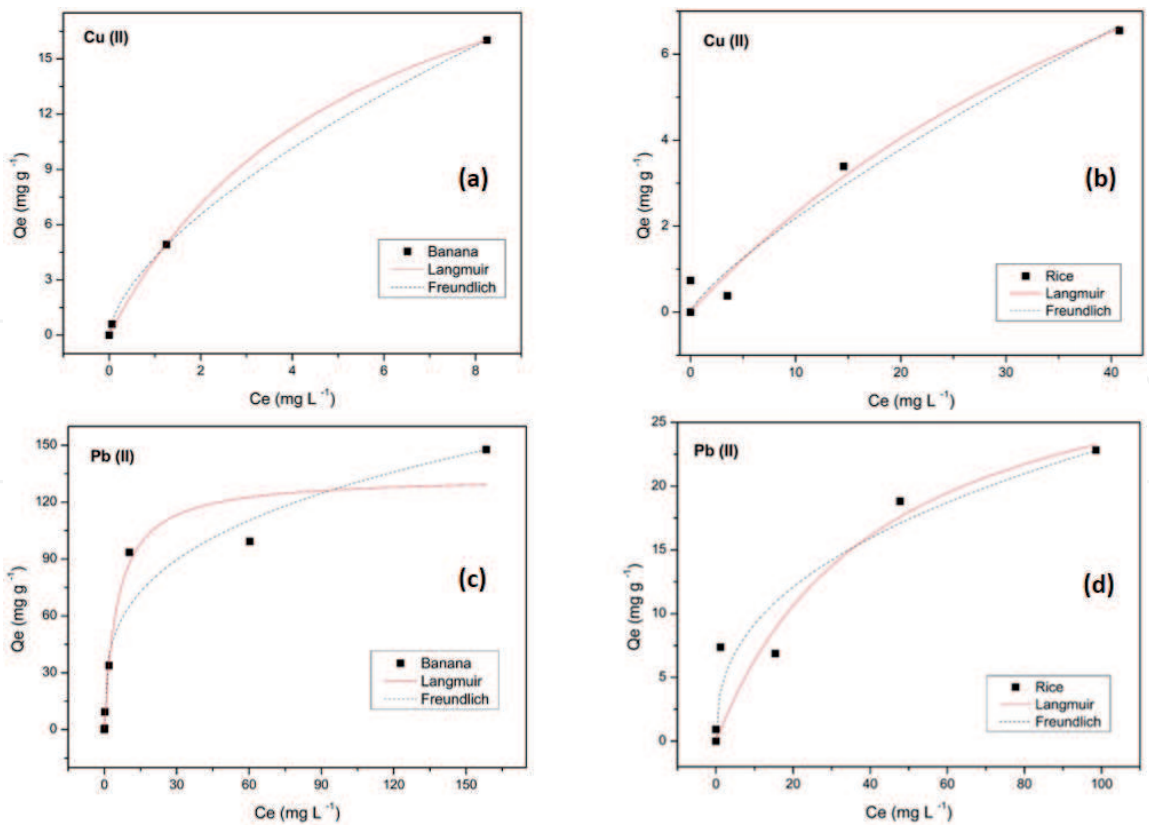 Cu (II)
15
12
9
6
3
0
Qe (mg g -1)
(a)
Banana
Langmuir
Freundlich
0 2 4 6 8
Ce (mg L -1)
Cu (II)
6
4
2
0
Qe (mg g -1)
(b)
Rice
Langmuir
Freundlich
0 10 20 30 40
Ce (mg L -1)
Pb (II)
150
120
90
60
30
0
Qe (mg g -1)
(c)
Banana
Langmuir
Freundlich
0 30 60 90 120 150
Ce (mg L -1)
Pb (II)
25
20
15
10
5
0
Qe (mg g -1)
(d)
Rice
Langmuir
Freundlich
0 20 40 60 80 100
Ce (mg L -1)